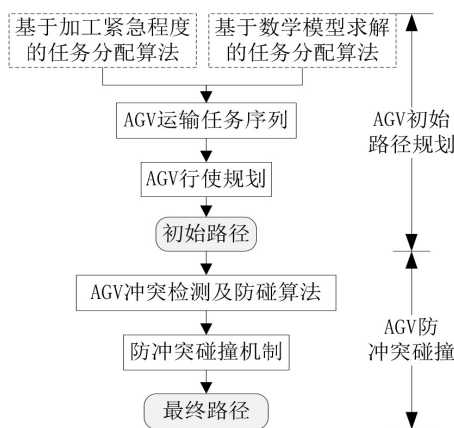 基于加工紧急程度
的任务分配算法
基于数学模型求解
的任务分配算法
AGV运输任务序列
AGV行使规划
初始路径
AGV初始
路径规划
AGV冲突检测及防碰算法
防冲突碰撞机制
最终路径
AGV防
冲突碰撞